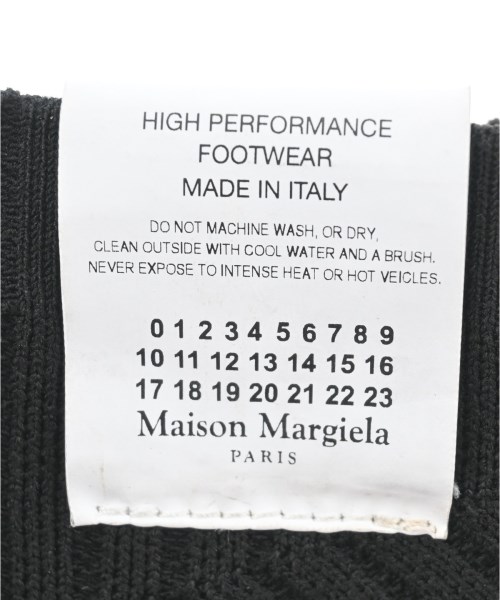 HIGH PERFORMANCE
FOOTWEAR
MADE IN ITALY
DO NOT MACHINE WASH, OR DRY,
CLEAN OUTSIDE WITH COOL WATER AND A BRUSH.
NEVER EXPOSE TO INTENSE HEAT OR HOT VEICLES.
0 1 2 3 4 5 6 7 8 9
10 11 12 13 14 15 16
17 18 19 20 21 22 23
Maison Margiela
PARIS